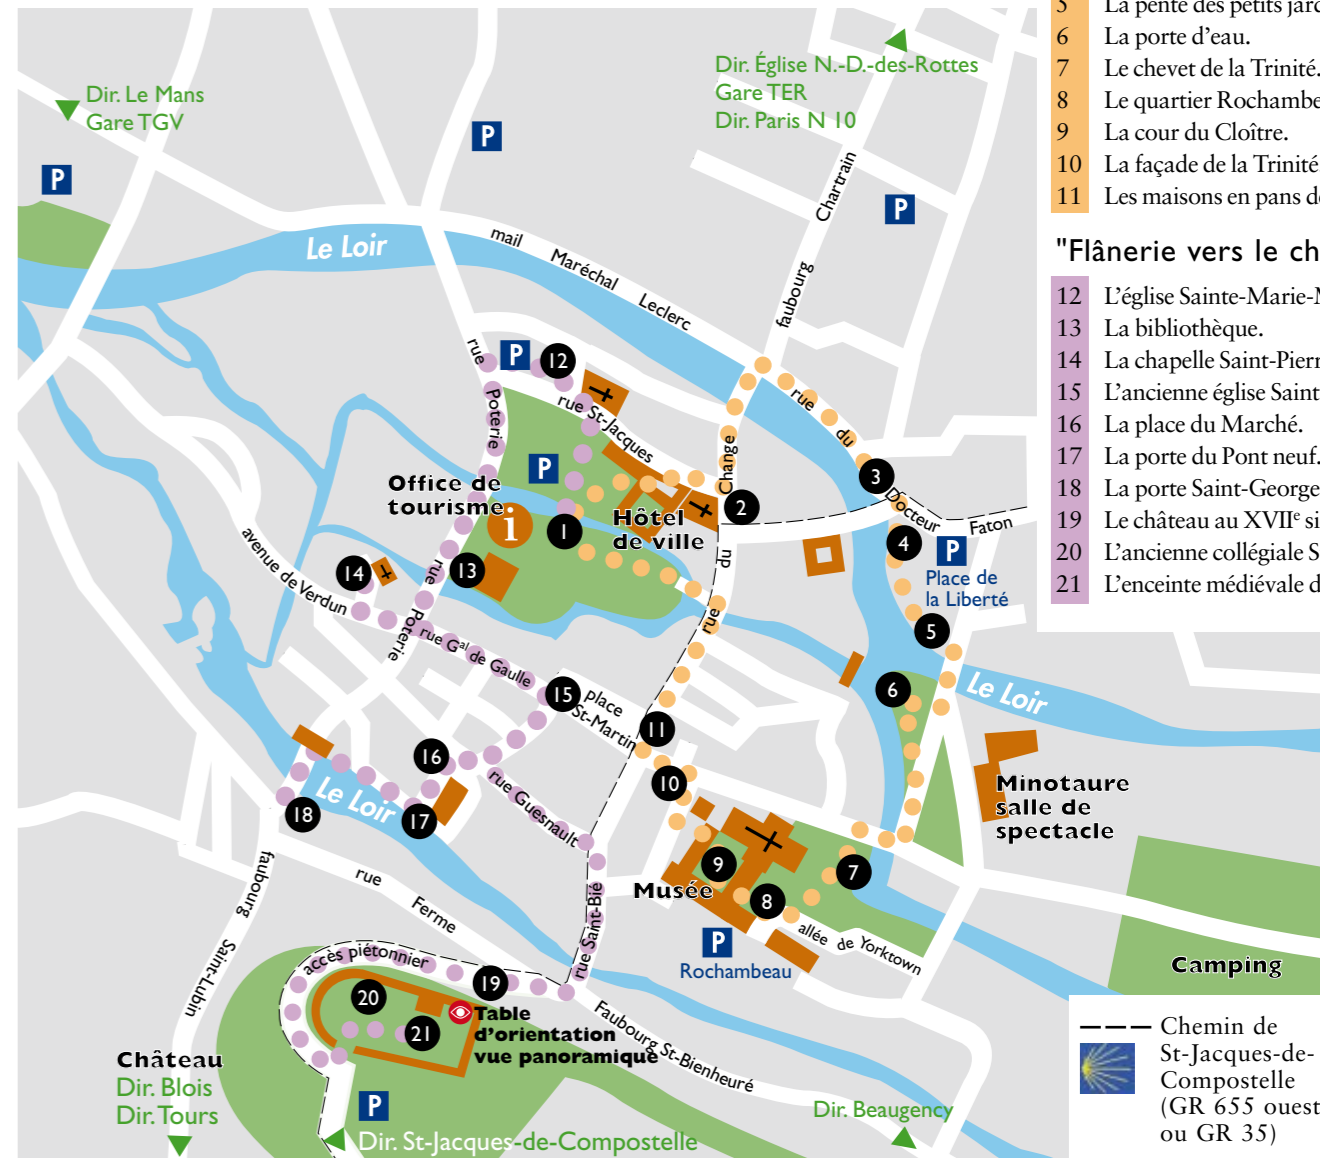 Dir. Le Mans
Gare TGV
P
P
Dir. Église N.-D.-des-Rottes
Gare TER
Dir. Paris N 10
P
faubourg Chartrain
Le Loir
mail Maréchal Leclerc
rue Poterie
P
12
rue St-Jacques
P
Change
rue du Docteur Faton
3
2
Office de
tourisme
i
1
Hôtel
de ville
4
P
Place de
la Liberté
5
avenue de Verdun
14
13
rue Poterie
rue du
rue Gal de Gaulle
15
place
St-Martin
11
6
Le Loir
16
10
rue Guesnault
Le Loir
18
17
Minotaure
salle de
spectacle
9
7
Musée
8
allée de Yorktown
P
Rochambeau
rue Ferme
rue Saint-Bié
faubourg Saint-Lubin
accès piétonnier
19
20
21
Table
d'orientation
vue panoramique
Faubourg St-Bienheuré
Camping
Château
Dir. Blois
Dir. Tours
P
Dir. St-Jacques-de-Compostelle
Dir. Beaugency
5 La pente des petits
6 La porte d'eau.
7 Le chevet de la Trinité.
8 Le quartier
9 La cour du Cloître.
10 La façade de la Trinité
11 Les maisons en pans
"Flânerie vers le
12 L'église Sainte-Marie-
13 La bibliothèque.
14 La chapelle
15 L'ancienne église Saint
16 La place du Marché.
17 La porte du Pont neuf.
18 La porte Saint-George
19 Le château au XVIIe
20 L'ancienne collégiale
21 L'enceinte médiévale
Chemin de
St-Jacques-de-
Compostelle
(GR 655 ouest
ou GR 35)